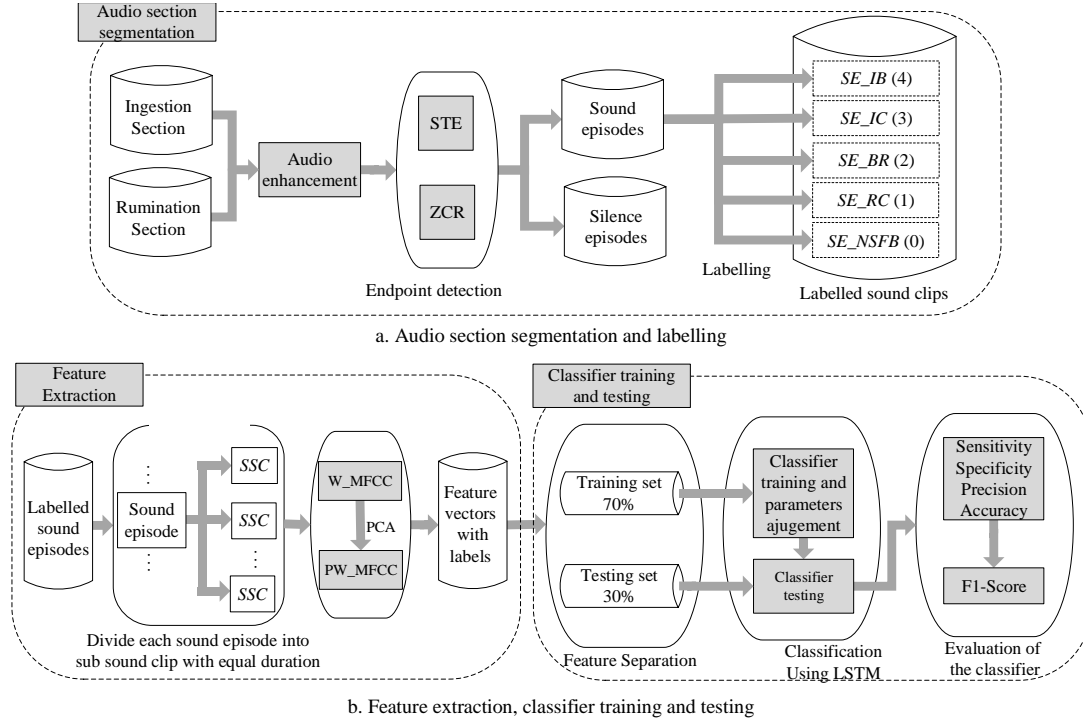 Audio section
segmentation
Ingestion
Section
Rumination
Section
Audio
enhancement
STE
ZCR
Endpoint detection
Sound
episodes
Silence
episodes
Labelling
SE_IB (4)
SE_IC (3)
SE_BR (2)
SE_RC (1)
SE_NSFB (0)
Labelled sound clips
a. Audio section segmentation and labelling
Feature
Extraction
Labelled
sound
episodes
Sound
episode
SSC
SSC
SSC
Divide each sound episode into
sub sound clip with equal duration
W_MFCC
PCA
PW_MFCC
Feature
vectors
with
labels
Classifier training
and testing
Training set
70%
Testing set
30%
Feature Separation
Classifier
training and
parameters
ajugement
Classifier
testing
Classification
Using LSTM
Sensitivity
Specificity
Precision
Accuracy
F1-Score
Evaluation of
the classifier
b. Feature extraction, classifier training and testing